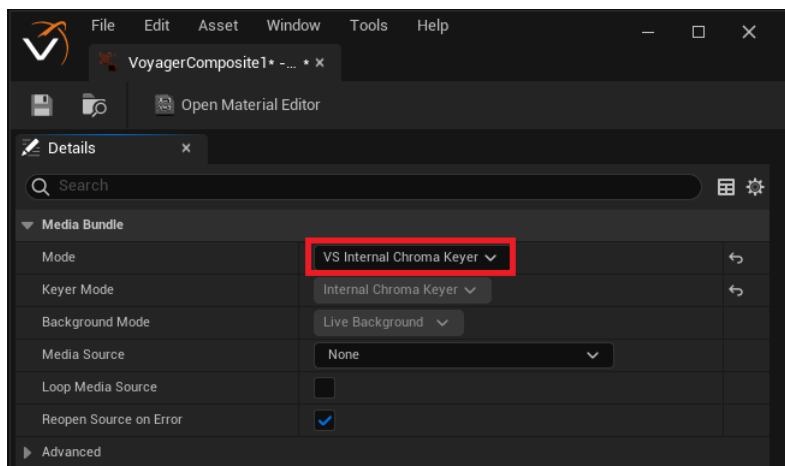 File Edit Asset Window Tools Help
VoyagerComposite1* -... *
Open Material Editor
Details
Search
Media Bundle
Mode VS Internal Chroma Keyer
Keyer Mode Internal Chroma Keyer
Background Mode Live Background
Media Source None
Loop Media Source
Reopen Source on Error
Advanced